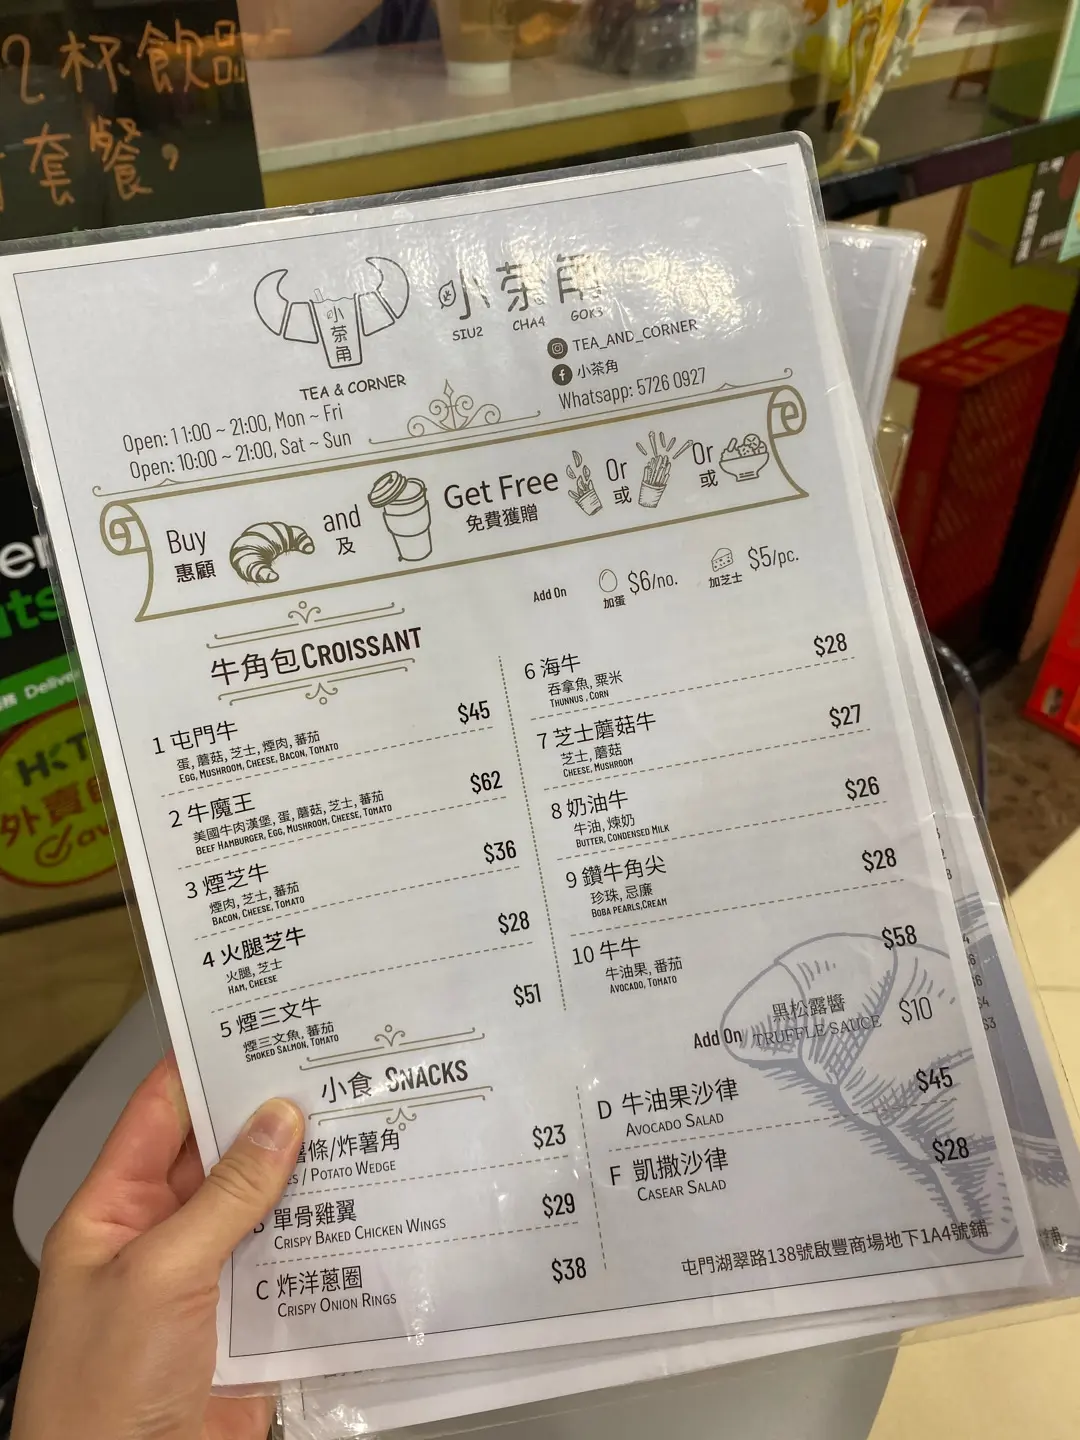 2杯飲品
套餐,
小茶角
TEA & CORNER
小茶角
SIU2 CHA4 GOK3
TEA_AND_CORNER
小茶角
Whatsapp: 5726 0927
Open: 11:00 ~ 21:00, Mon ~ Fri
Open: 10:00 ~ 21:00, Sat ~ Sun
Buy and Get Free Or Or
惠顧 及 免費獲贈 或 或
Add On $6/no. $5/pc.
加蛋 加芝士
牛角包 CROISSANT
1 屯門牛 $45
蛋, 蘑菇, 芝士, 煙肉, 蕃茄
EGG, MUSHROOM, CHEESE, BACON, TOMATO
2 牛魔王 $62
美國牛肉漢堡, 蛋, 蘑菇, 芝士, 蕃茄
BEEF HAMBURGER, EGG, MUSHROOM, CHEESE, TOMATO
3 煙芝牛 $36
煙肉, 芝士, 蕃茄
BACON, CHEESE, TOMATO
4 火腿芝牛 $28
火腿, 芝士
HAM, CHEESE
5 煙三文牛 $51
煙三文魚, 蕃茄
SMOKED SALMON, TOMATO
6 海牛 $28
吞拿魚, 粟米
THUNNUS , CORN
7 芝士蘑菇牛 $27
芝士, 蘑菇
CHEESE, MUSHROOM
8 奶油牛 $26
牛油, 煉奶
BUTTER, CONDENSED MILK
9 鑽牛角尖 $28
珍珠, 忌廉
BOBA PEARLS,CREAM
10 牛牛 $58
牛油果, 番茄
AVOCADO, TOMATO
Add On 黑松露醬 $10
TRUFFLE SAUCE
小食 SNACKS
薯條/炸薯角 $23
/ POTATO WEDGE
B 單骨雞翼 $29
CRISPY BAKED CHICKEN WINGS
C 炸洋蔥圈 $38
CRISPY ONION RINGS
D 牛油果沙律 $45
AVOCADO SALAD
F 凱撒沙律 $28
CASEAR SALAD
屯門湖翠路138號啟豐商場地下1A4號鋪